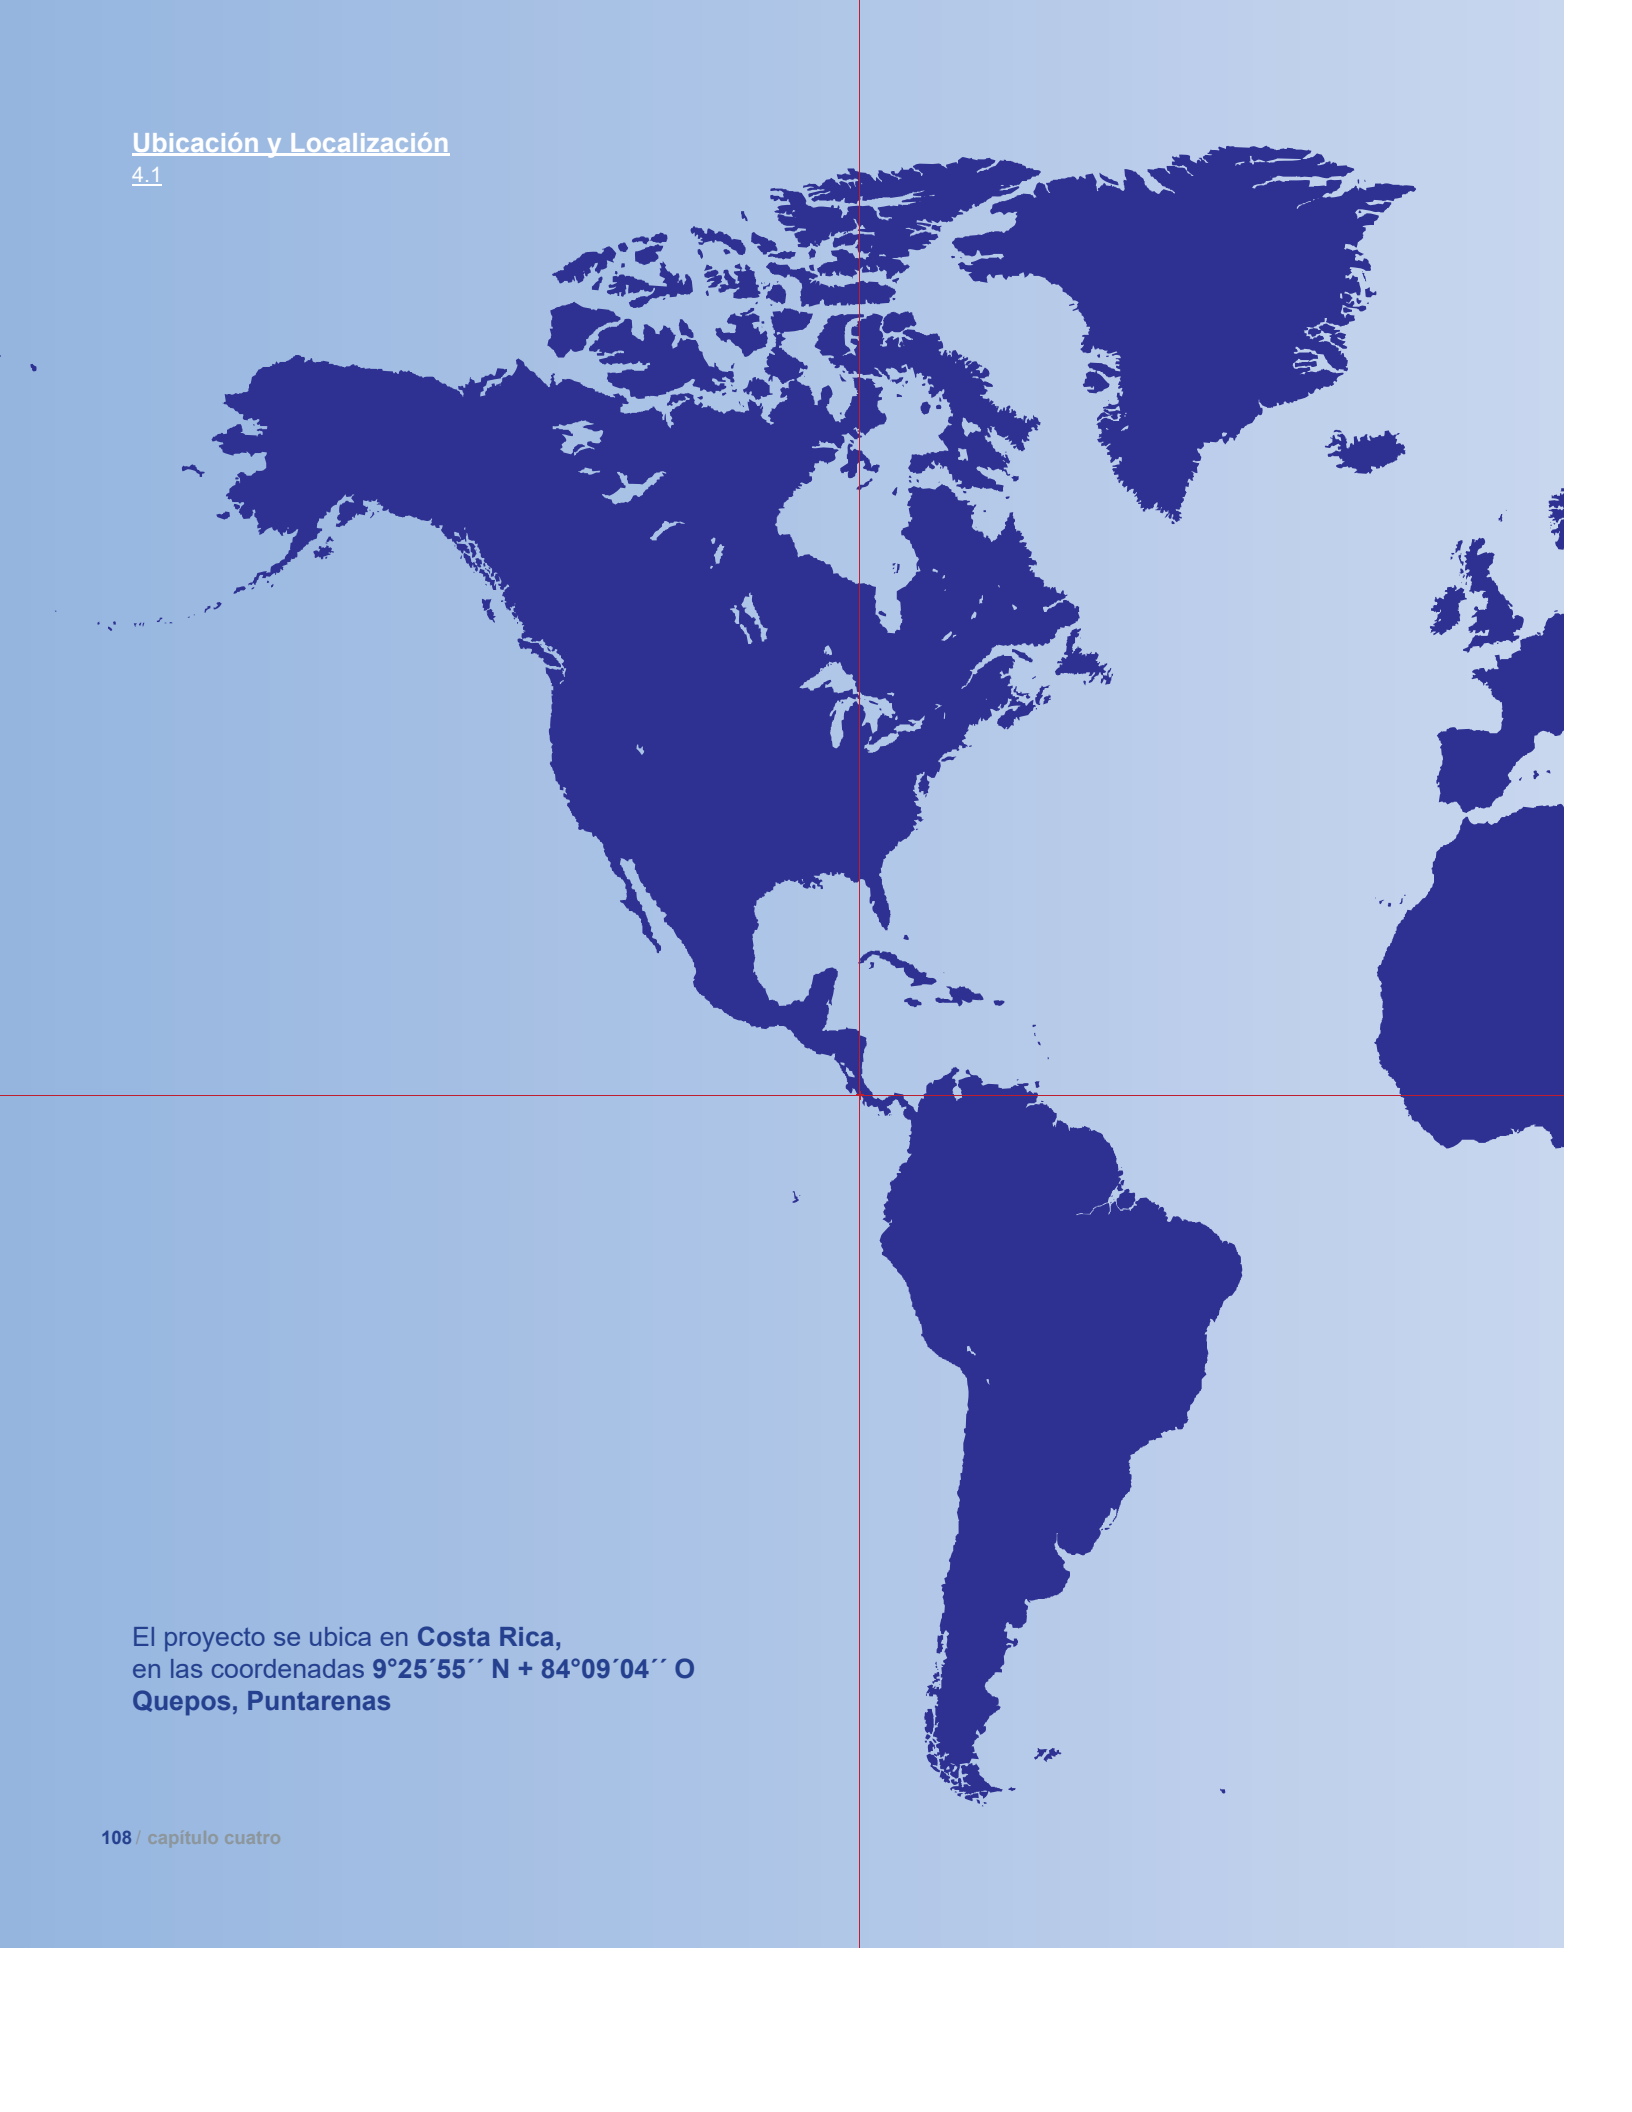 Ubicación y Localización
4.1
El proyecto se ubica en Costa Rica,
en las coordenadas 9°25´55´´ N + 84°09´04´´ O
Quepos, Puntarenas
108 / capítulo cuatro